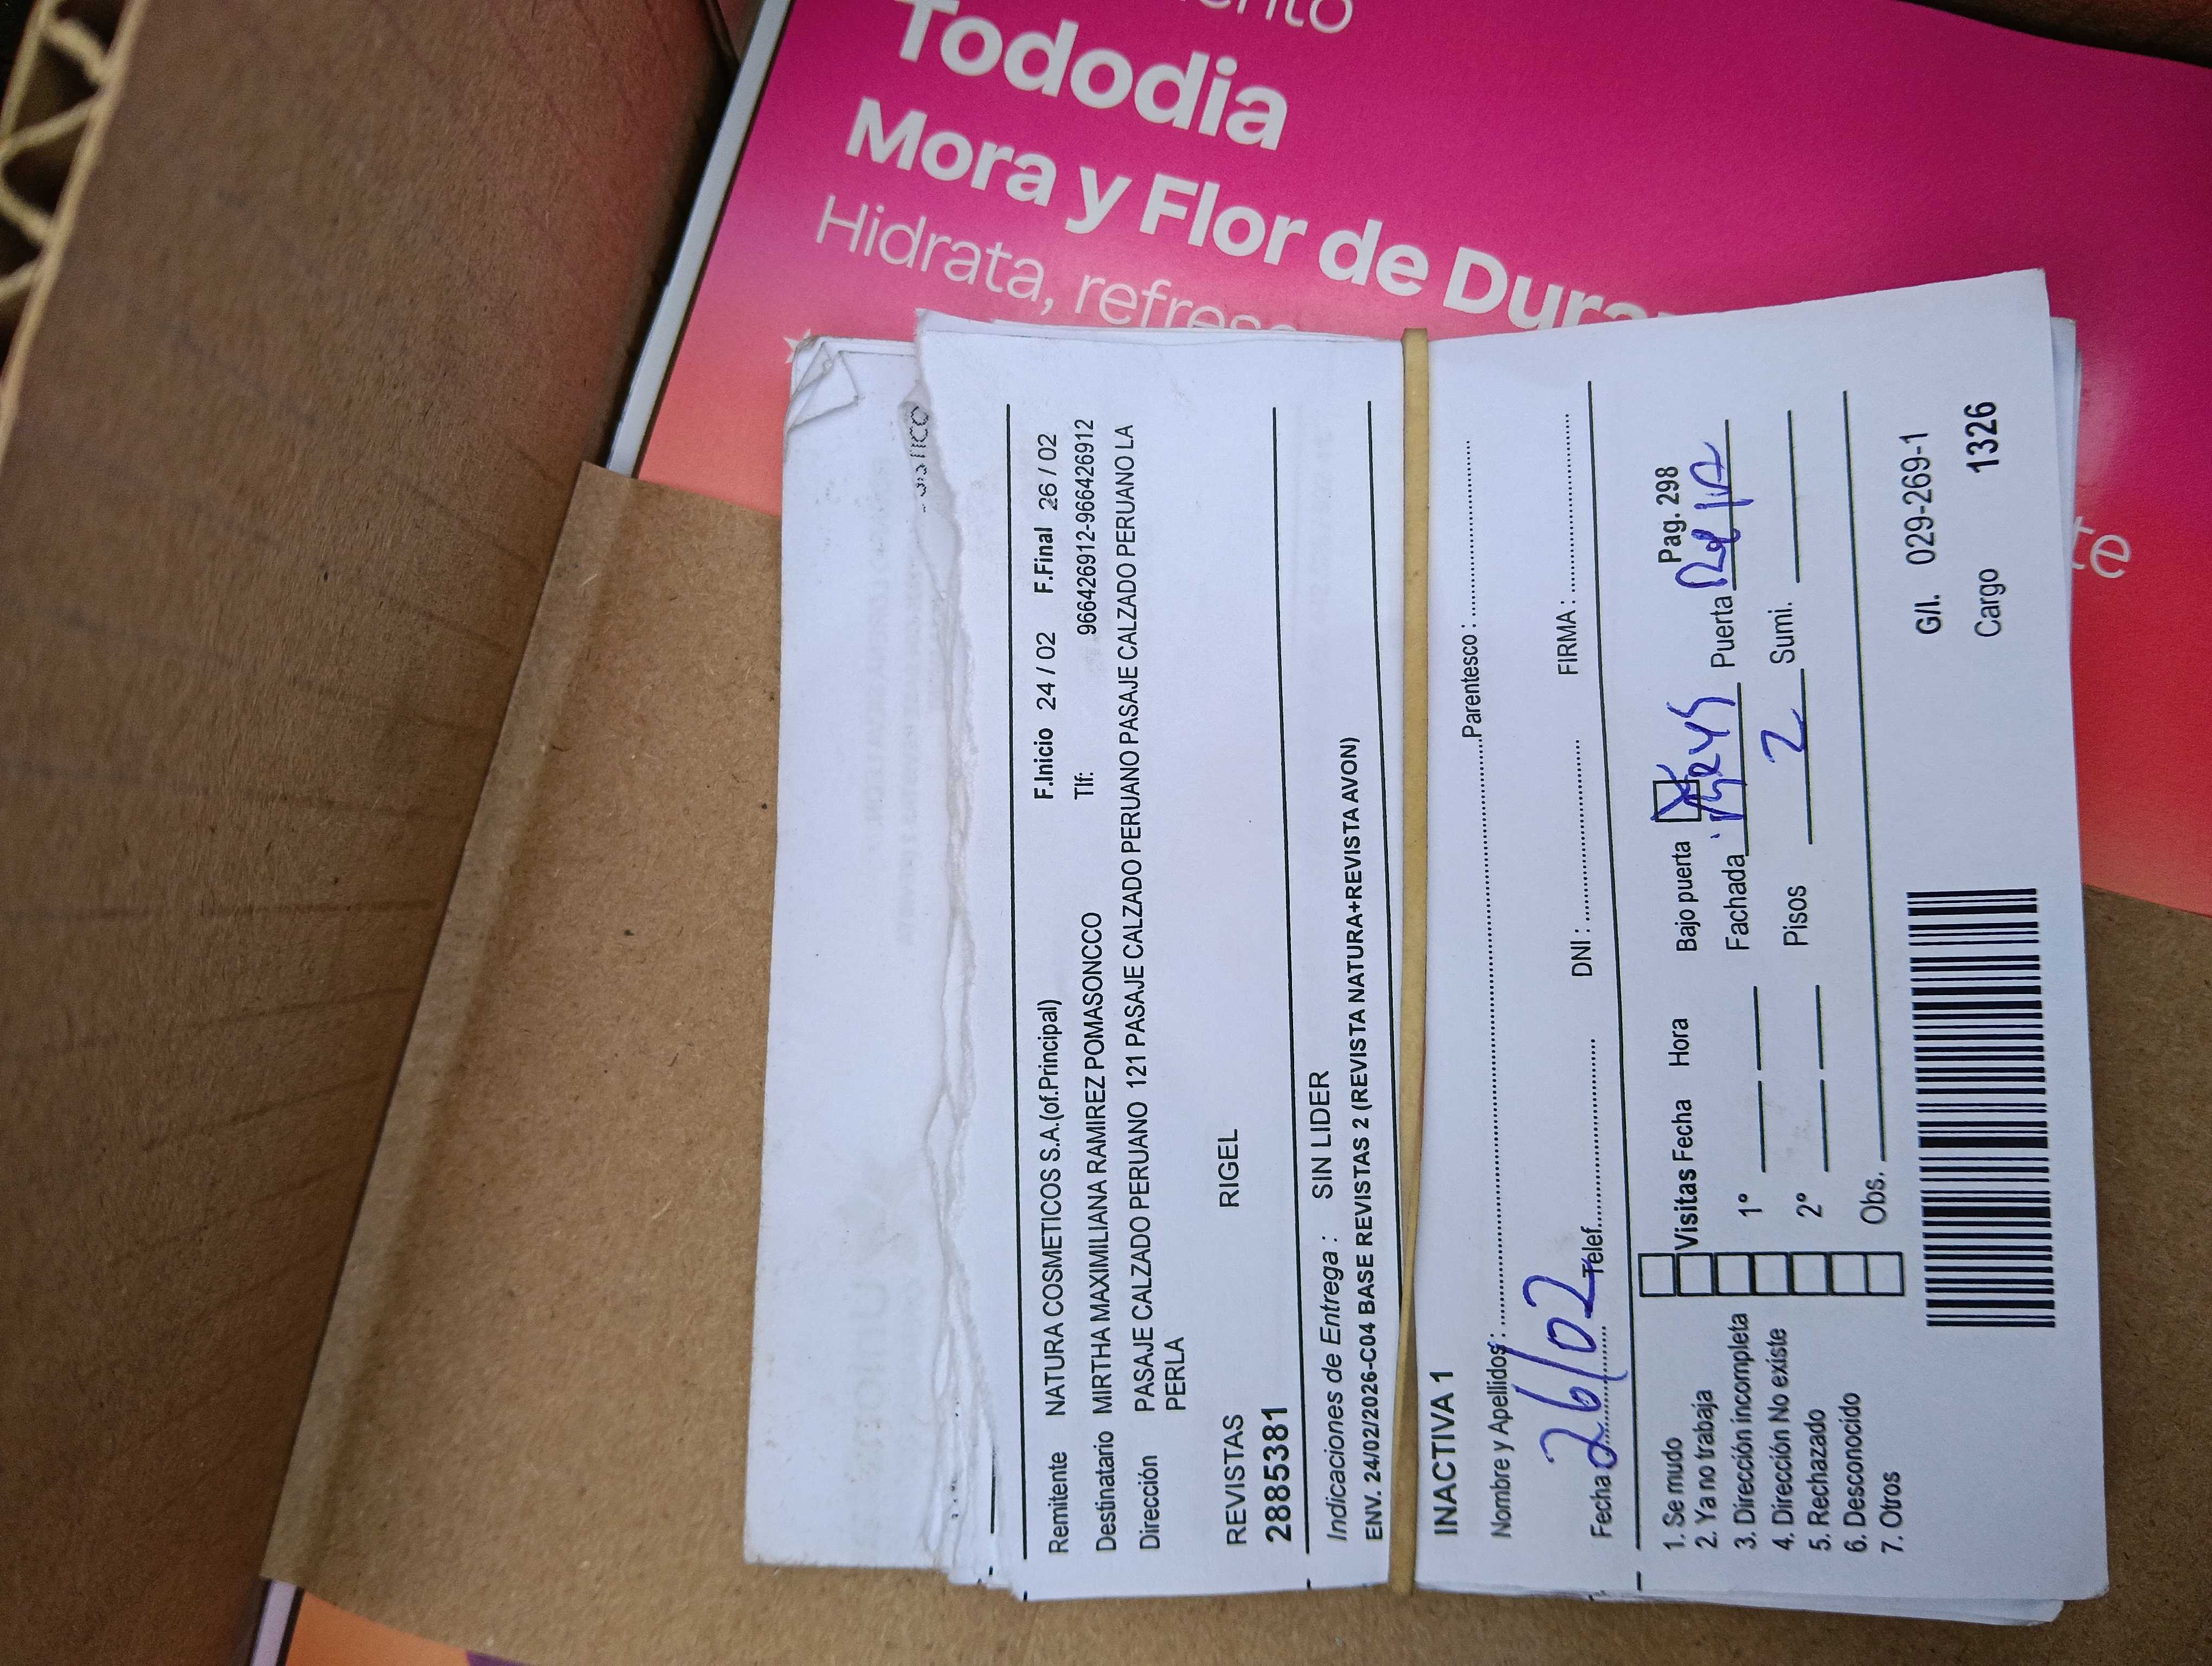 Tododia
Mora y Flor de
Hidrata,
F.Inicio 24 / 02 F.Final 26 / 02
Remitente NATURA COSMETICOS S.A.(of.Principal)
Tlf: 966426912-966426912
Destinatario MIRTHA MAXIMILIANA RAMIREZ POMASONCCO
Dirección PASAJE CALZADO PERUANO 121 PASAJE CALZADO PERUANO PASAJE CALZADO PERUANO PASAJE CALZADO PERUANO LA
PERLA
REVISTAS RIGEL
2885381
Indicaciones de Entrega : SIN LIDER
ENV. 24/02/2026-C04 BASE REVISTAS 2 (REVISTA NATURA+REVISTA AVON)
INACTIVA 1
Nombre y Apellidos: Parentesco :
Fecha 26/02 Telef. DNI : FIRMA :
Pag. 298
1. Se mudo Visitas Fecha Hora Bajo puerta
2. Ya no trabaja 1° Fachada Puerta
3. Dirección incompleta
4. Dirección No existe 2° Pisos 2 Sumi.
5. Rechazado
6. Desconocido Obs.
7. Otros
G/I. 029-269-1
Cargo 1326
te